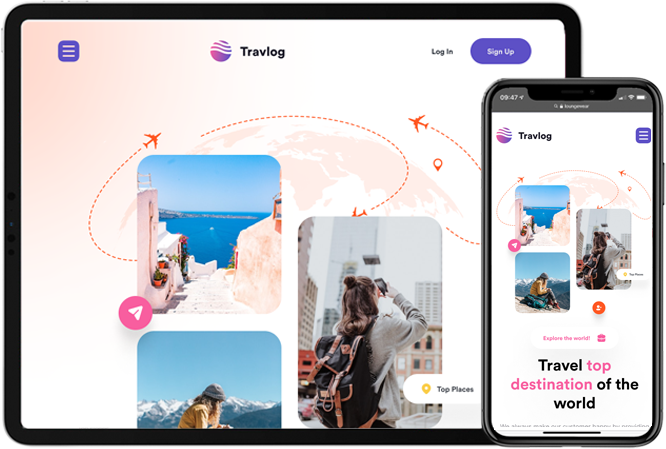 Travlog
Log In
Sign Up
Top Places
09:47
loungewear
Travlog
Top Places
Explore the world!
Travel top
destination of the
world